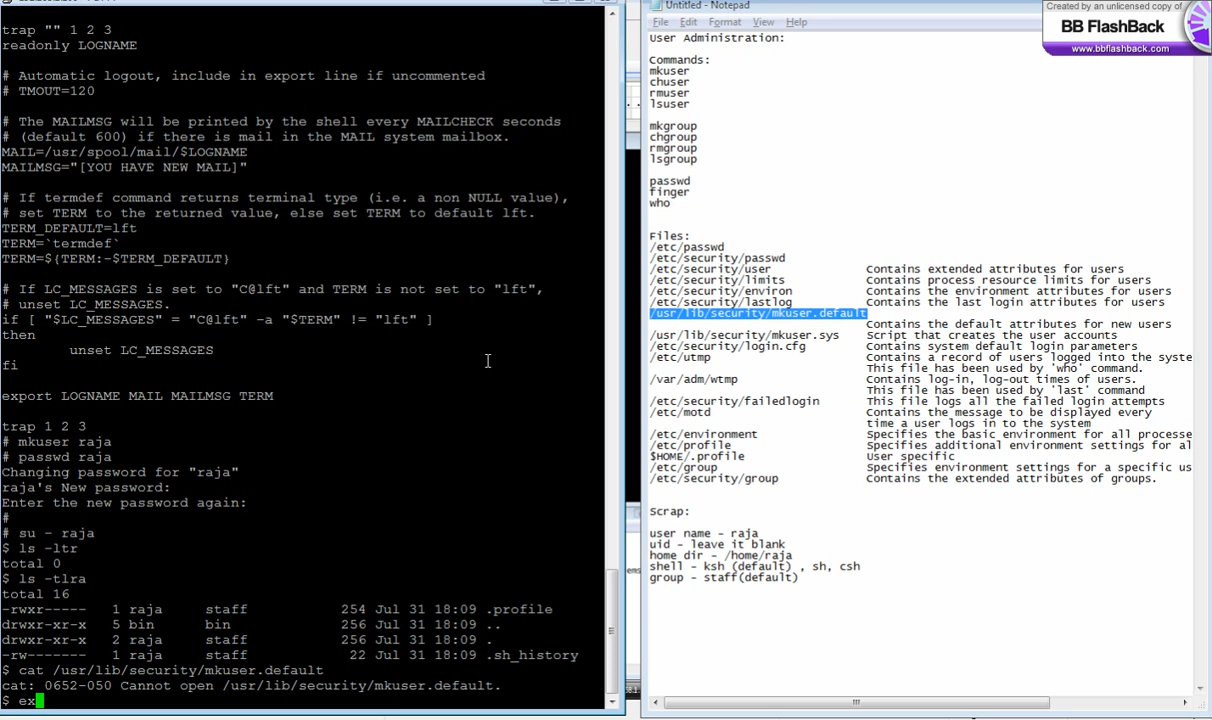 trap "" 1 2 3
readonly LOGNAME
# Automatic logout, include in export line if uncommented
# TMOUT=120
# The MAILMSG will be printed by the shell every MAILCHECK seconds
# (default 600) if there is mail in the MAIL system mailbox.
MAIL=/usr/spool/mail/$LOGNAME
MAILMSG="[YOU HAVE NEW MAIL]"
# If termdef command returns terminal type (i.e. a non NULL value),
# set TERM to the returned value, else set TERM to default lft.
TERM_DEFAULT=lft
TERM=`termdef`
TERM=${TERM:-$TERM_DEFAULT}
# If LC_MESSAGES is set to "C@lft" and TERM is not set to "lft",
# unset LC_MESSAGES.
if [ "$LC_MESSAGES" = "C@lft" -a "$TERM" != "lft" ]
then
unset LC_MESSAGES
fi
export LOGNAME MAIL MAILMSG TERM
trap 1 2 3
# mkuser raja
# passwd raja
Changing password for "raja"
raja's New password:
Enter the new password again:
#
# su - raja
$ ls -ltr
total 0
$ ls -tlra
total 16
-rwxr----- 1 raja staff 254 Jul 31 18:09 .profile
drwxr-xr-x 5 bin bin 256 Jul 31 18:09 ..
drwxr-xr-x 2 raja staff 256 Jul 31 18:09 .
-rw------- 1 raja staff 22 Jul 31 18:09 .sh_history
$ cat /usr/lib/security/mkuser.default
cat: 0652-050 Cannot open /usr/lib/security/mkuser.default.
$ ex
Untitled - Notepad
File Edit Format View Help
User Administration:
Commands:
mkuser
chuser
rmuser
lsuser
mkgroup
chgroup
rmgroup
lsgroup
passwd
finger
who
Files:
/etc/passwd
/etc/security/passwd
/etc/security/user Contains extended attributes for users
/etc/security/limits Contains process resource limits for users
/etc/security/environ Contains the environment attributes for users
/etc/security/lastlog Contains the last login attributes for users
/usr/lib/security/mkuser.default
Contains the default attributes for new users
/usr/lib/security/mkuser.sys Script that creates the user accounts
/etc/security/login.cfg Contains system default login parameters
/etc/utmp Contains a record of users logged into the syste
This file has been used by 'who' command.
/var/adm/wtmp Contains log-in, log-out times of users.
This file has been used by 'last' command
/etc/security/failedlogin This file logs all the failed login attempts
/etc/motd Contains the message to be displayed every
time a user logs in to the system
/etc/environment Specifies the basic environment for all processe
/etc/profile Specifies additional environment settings for al
$HOME/.profile User specific
/etc/group Specifies environment settings for a specific us
/etc/security/group Contains the extended attributes of groups.
Scrap:
user name - raja
uid - leave it blank
home dir - /home/raja
shell - ksh (default) , sh, csh
group - staff(default)
Created by an unlicensed copy of
BB FlashBack
www.bbflashback.com